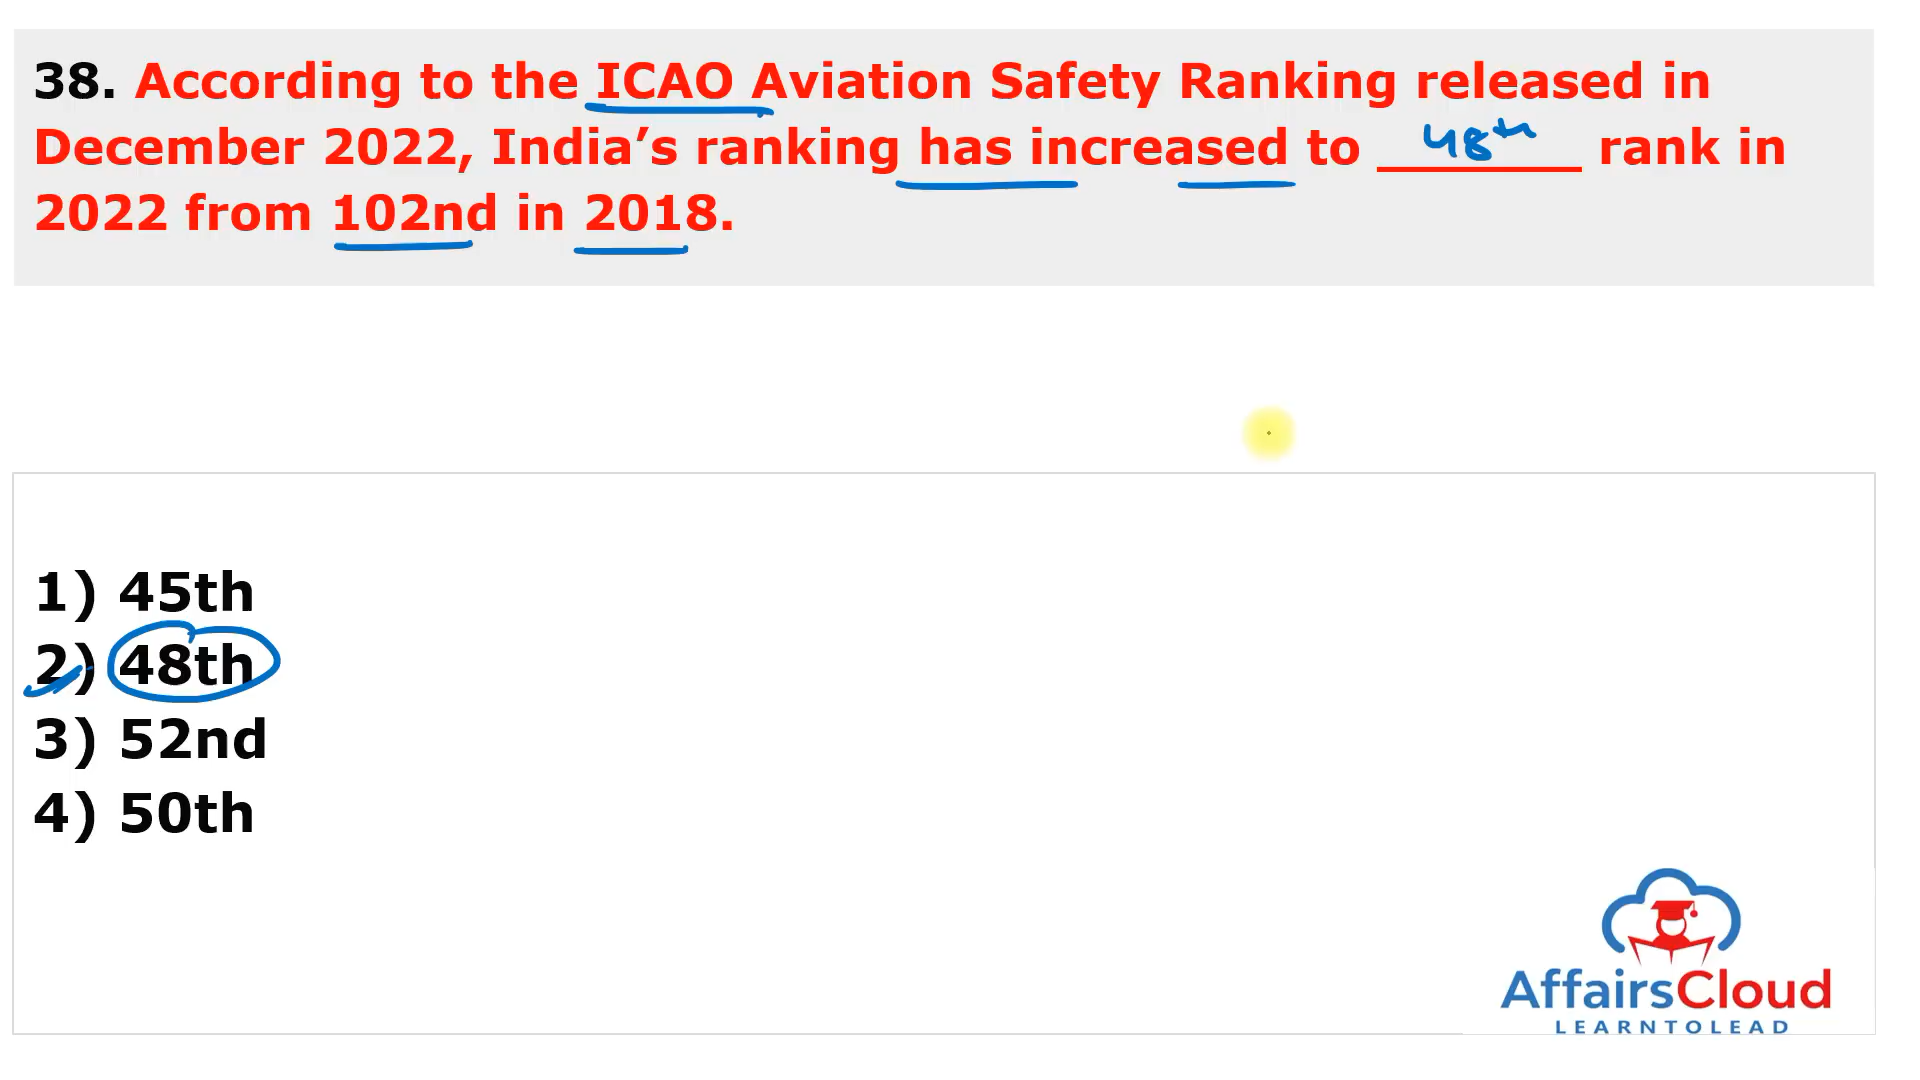 38. According to the ICAO Aviation Safety Ranking released in
December 2022, India’s ranking has increased to 48th rank in
2022 from 102nd in 2018.
1) 45th
2) 48th
3) 52nd
4) 50th
AffairsCloud
LEARNTOLEAD